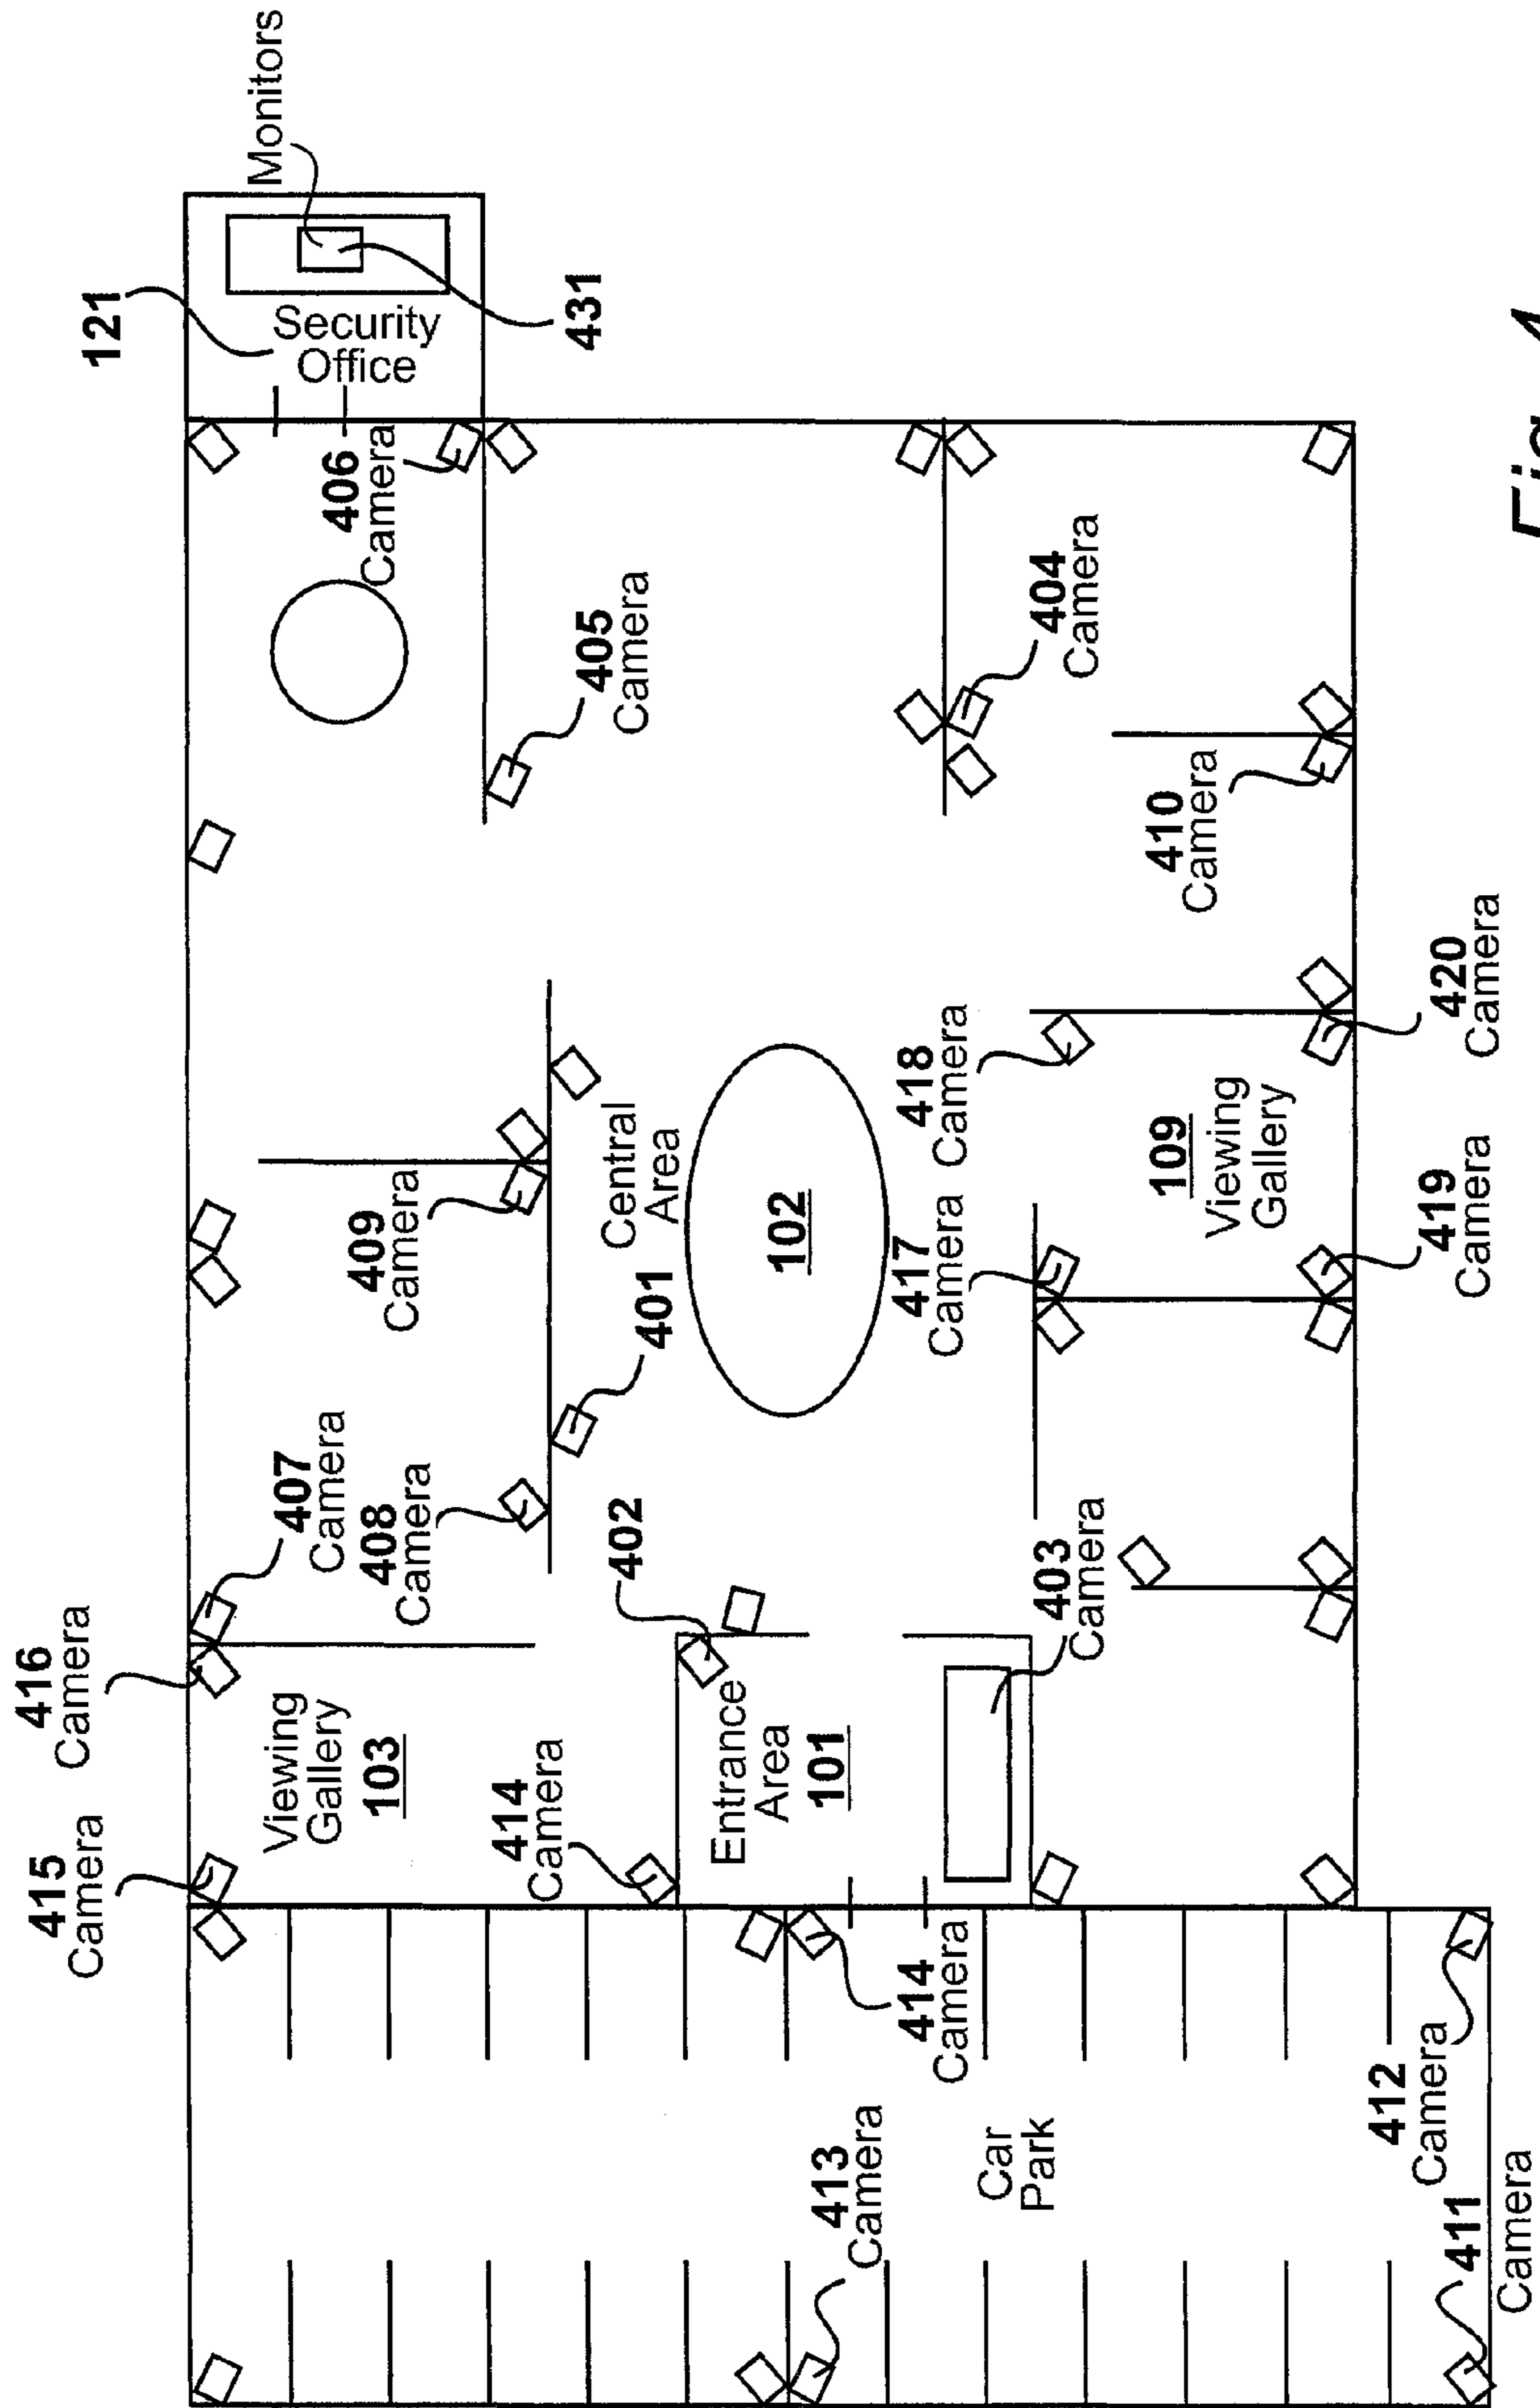 415
Camera
416
Camera
121
Monitors
Viewing
Gallery
103
407
Camera
408
Camera
Security
Office
406
Camera
409
Camera
414
Camera
431
405
Camera
402
Central
Area
401
Entrance
Area
101
102
413
Camera
414
Camera
417
Camera
418
Camera
Car
Park
403
Camera
404
Camera
109
Viewing
Gallery
410
Camera
412
Camera
419
Camera
420
Camera
411
Camera
Fig. 4